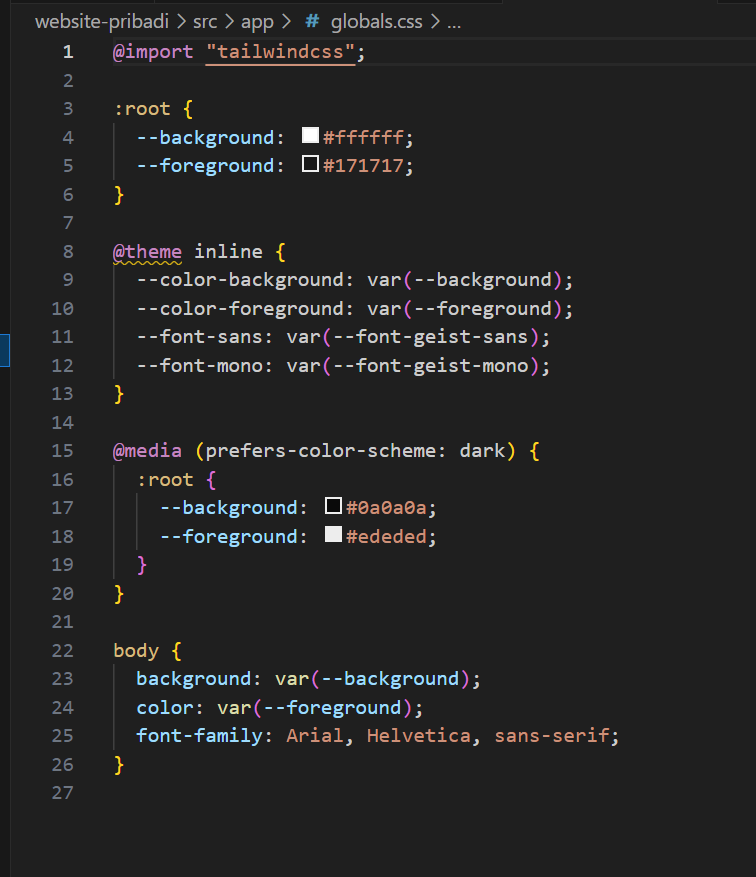 website-pribadi > src > app > # globals.css > ...
1 @import "tailwindcss";
2
3 :root {
4   --background: #ffffff;
5   --foreground: #171717;
6 }
7
8 @theme inline {
9   --color-background: var(--background);
10   --color-foreground: var(--foreground);
11   --font-sans: var(--font-geist-sans);
12   --font-mono: var(--font-geist-mono);
13 }
14
15 @media (prefers-color-scheme: dark) {
16   :root {
17     --background: #0a0a0a;
18     --foreground: #ededed;
19   }
20 }
21
22 body {
23   background: var(--background);
24   color: var(--foreground);
25   font-family: Arial, Helvetica, sans-serif;
26 }
27